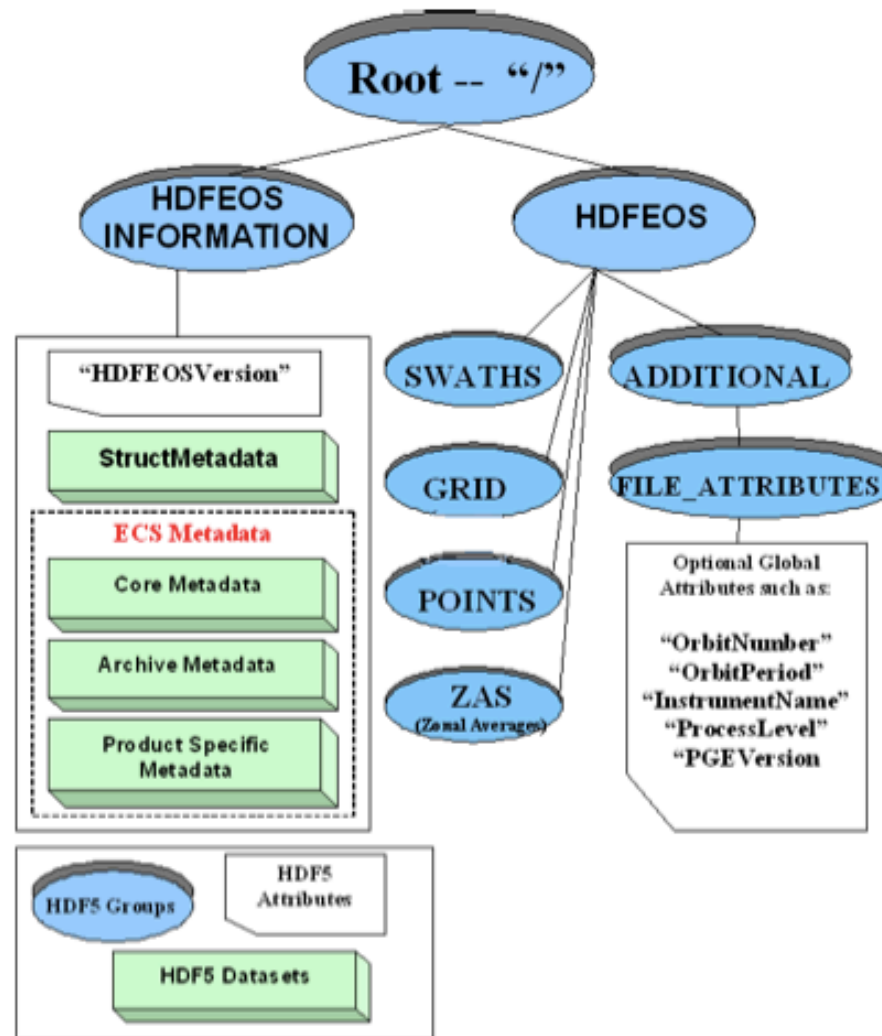 Root -- “/”
HDFEOS
INFORMATION
HDFEOS
“HDFEOSVersion”
StructMetadata
ECS Metadata
Core Metadata
Archive Metadata
Product Specific
Metadata
SWATHS
GRID
POINTS
ZAS
(Zonal Averages)
ADDITIONAL
FILE_ATTRIBUTES
Optional Global
Attributes such as:
“OrbitNumber”
“OrbitPeriod”
“InstrumentName”
“ProcessLevel”
“PGEVersion
HDF5 Groups
HDF5
Attributes
HDF5 Datasets